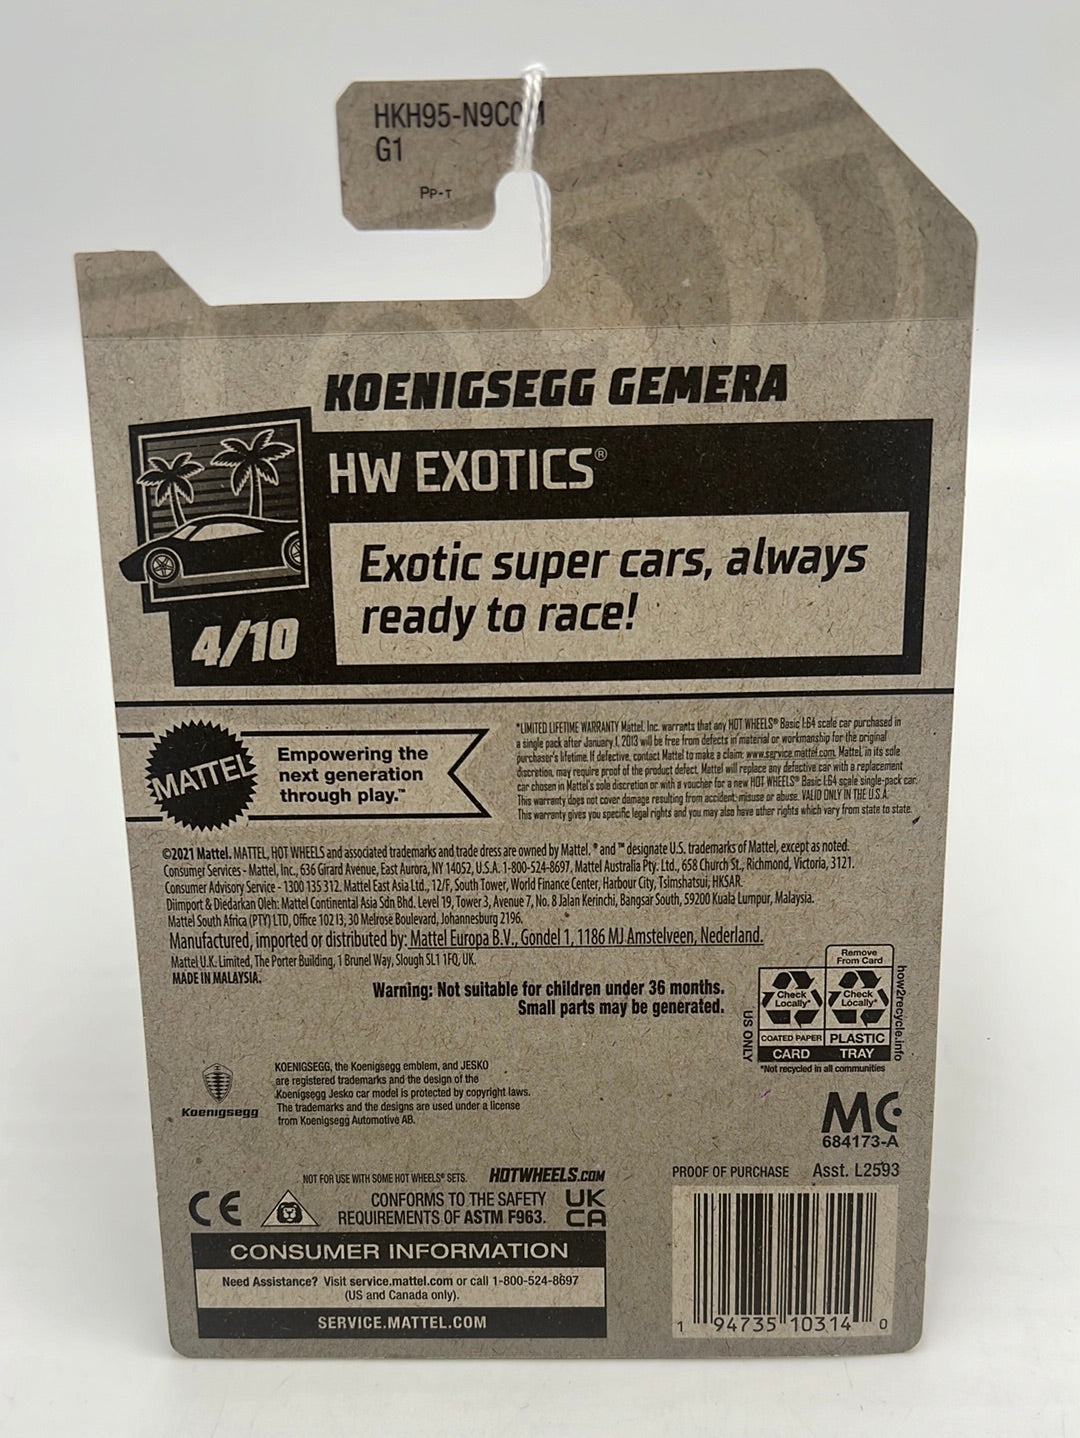 HKH95-N9C0M
G1
PP-T
KOENIGSEGG GEMERA
HW EXOTICS®
Exotic super cars, always
ready to race!
4/10
MATTEL
Empowering the
next generation
through play.™
*LIMITED LIFETIME WARRANTY Mattel, Inc. warrants that any HOT WHEELS® Basic 1:64 scale car purchased in
a single pack after January 1, 2013 will be free from defects in material or workmanship for the original
purchaser's lifetime. If defective, contact Mattel to make a claim: www.service.mattel.com. Mattel, in its sole
discretion, may require proof of the product defect. Mattel will replace any defective car with a replacement
car chosen in Mattel's sole discretion or with a voucher for a new HOT WHEELS® Basic 1:64 scale single-pack car.
This warranty does not cover damage resulting from accident, misuse or abuse. VALID ONLY IN THE U.S.A.
This warranty gives you specific legal rights and you may also have other rights which vary from state to state.
©2021 Mattel. MATTEL, HOT WHEELS and associated trademarks and trade dress are owned by Mattel. ® and ™ designate U.S. trademarks of Mattel, except as noted.
Consumer Services - Mattel, Inc., 636 Girard Avenue, East Aurora, NY 14052, U.S.A. 1-800-524-8697. Mattel Australia Pty. Ltd., 658 Church St., Richmond, Victoria, 3121.
Consumer Advisory Service - 1300 135 312. Mattel East Asia Ltd., 12/F, South Tower, World Finance Center, Harbour City, Tsimshatsui, HKSAR.
Diimport & Diedarkan Oleh: Mattel Continental Asia Sdn Bhd. Level 19, Tower 3, Avenue 7, No. 8 Jalan Kerinchi, Bangsar South, 59200 Kuala Lumpur, Malaysia.
Mattel South Africa (PTY) LTD, Office 102 I3, 30 Melrose Boulevard, Johannesburg 2196.
Manufactured, imported or distributed by: Mattel Europa B.V., Gondel 1, 1186 MJ Amstelveen, Nederland.
Mattel U.K. Limited, The Porter Building, 1 Brunel Way, Slough SL1 1FQ, UK.
MADE IN MALAYSIA.
Warning: Not suitable for children under 36 months.
Small parts may be generated.
US ONLY
Remove
From Card
Check
Locally*
Check
Locally*
COATED PAPER
PLASTIC
CARD
TRAY
how2recycle.info
*Not recycled in all communities
Koenigsegg
KOENIGSEGG, the Koenigsegg emblem, and JESKO
are registered trademarks and the design of the
Koenigsegg Jesko car model is protected by copyright laws.
The trademarks and the designs are used under a license
from Koenigsegg Automotive AB.
MC
684173-A
NOT FOR USE WITH SOME HOT WHEELS® SETS.
HOTWHEELS.COM
PROOF OF PURCHASE
Asst. L2593
CE
CONFORMS TO THE SAFETY
REQUIREMENTS OF ASTM F963.
UK
CA
CONSUMER INFORMATION
Need Assistance? Visit service.mattel.com or call 1-800-524-8697
(US and Canada only).
SERVICE.MATTEL.COM
1 94735 10314 0